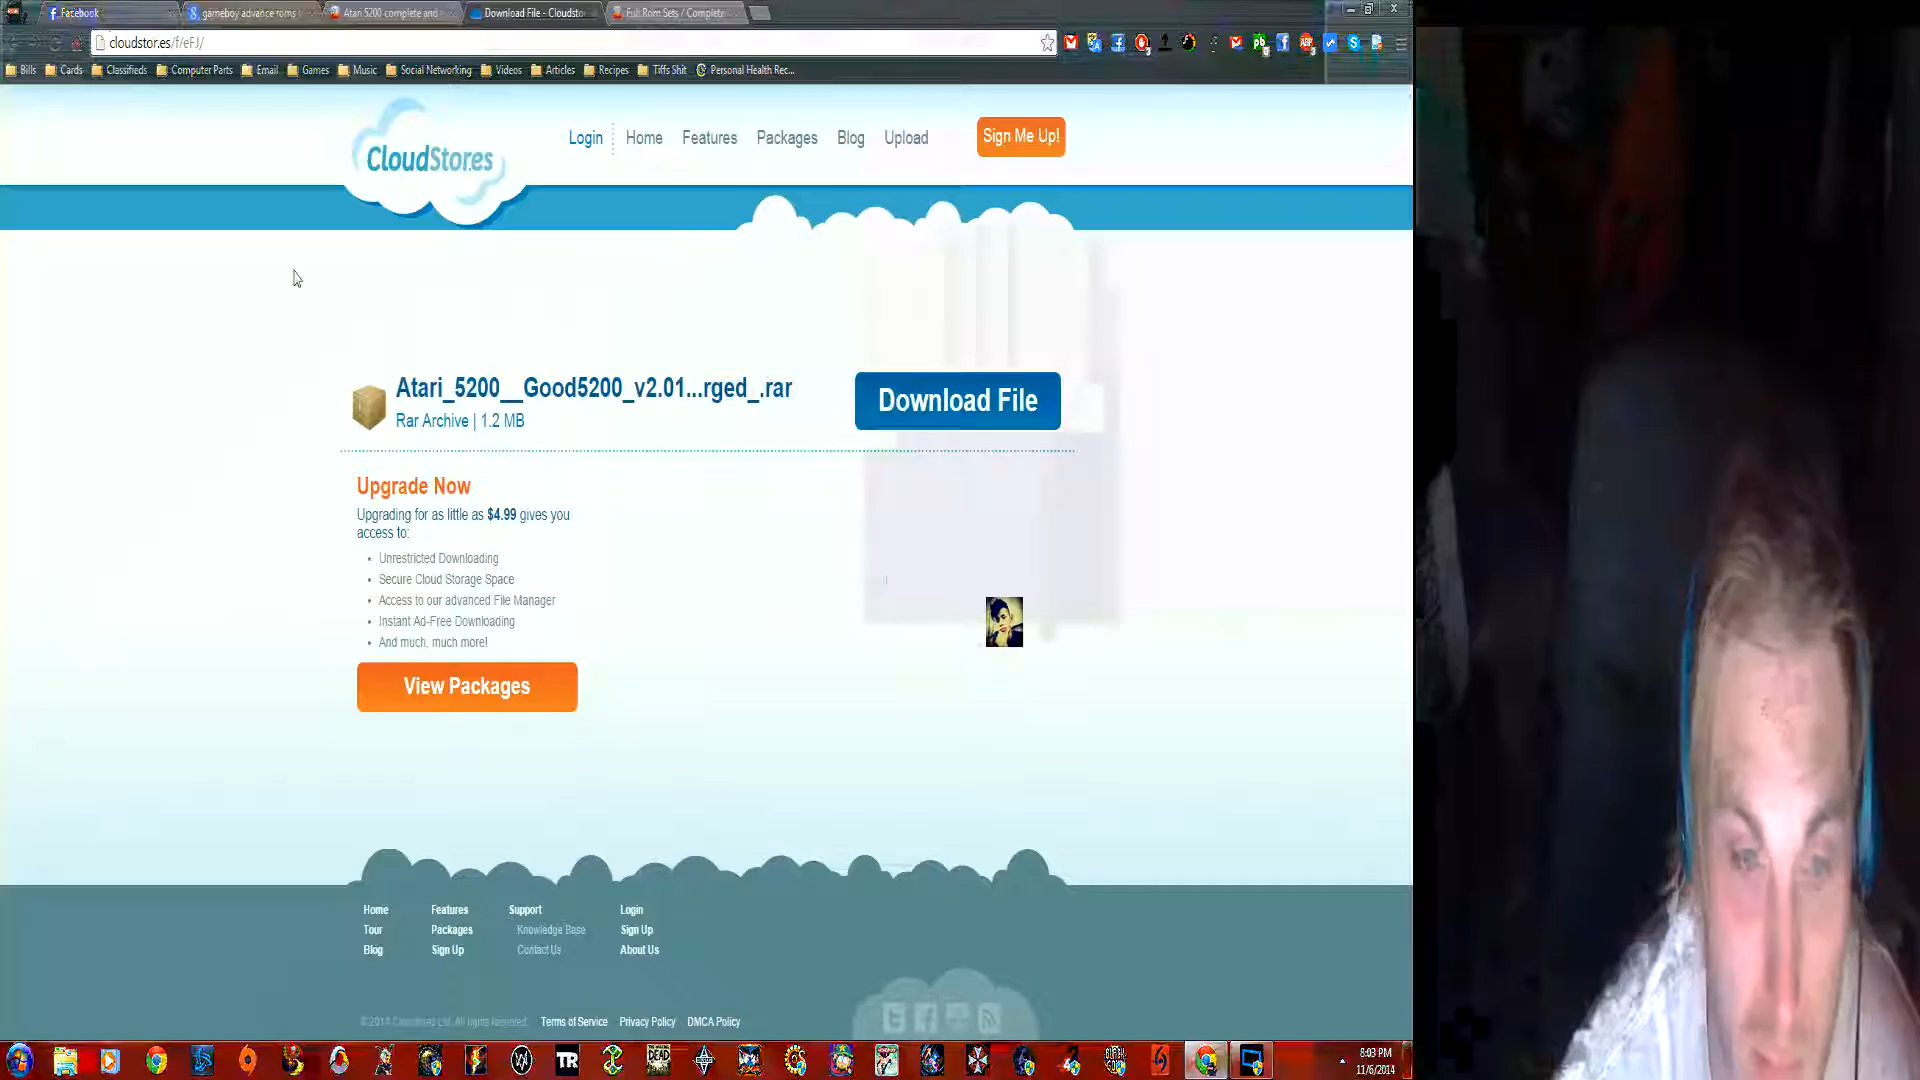 Facebook
gameboy advance roms
Atari 5200 complete and
Download File - Cloudsto
Full Rom Sets / Complete
cloudstor.es/f/eFJ/
Bills
Cards
Classifieds
Computer Parts
Email
Games
Music
Social Networking
Videos
Articles
Recipes
Tiffs Shit
Personal Health Rec...
CloudStor.es
Login
Home
Features
Packages
Blog
Upload
Sign Me Up!
Atari_5200__Good5200_v2.01...rged_.rar
Rar Archive | 1.2 MB
Download File
Upgrade Now
Upgrading for as little as $4.99 gives you
access to:
Unrestricted Downloading
Secure Cloud Storage Space
Access to our advanced File Manager
Instant Ad-Free Downloading
And much, much more!
View Packages
Home
Features
Support
Login
Tour
Packages
Knowledge Base
Sign Up
Blog
Sign Up
Contact Us
About Us
Terms of Service
Privacy Policy
DMCA Policy
TR
DEAD
8:03 PM
11/6/2014